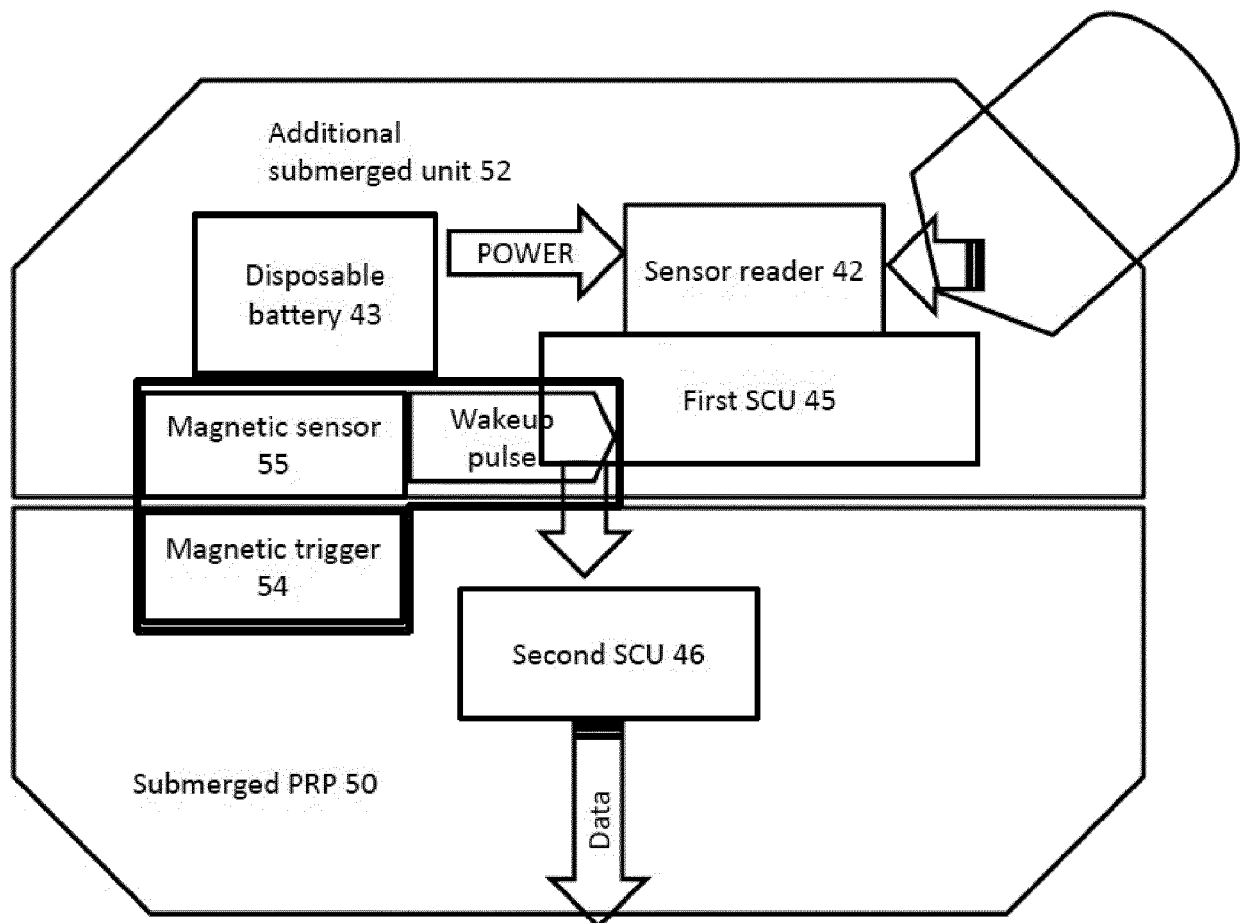 Additional
submerged unit 52
POWER
Disposable
battery 43
Sensor reader 42
First SCU 45
Magnetic sensor
55
Wakeup
pulse
Magnetic trigger
54
Second SCU 46
Submerged PRP 50
Data